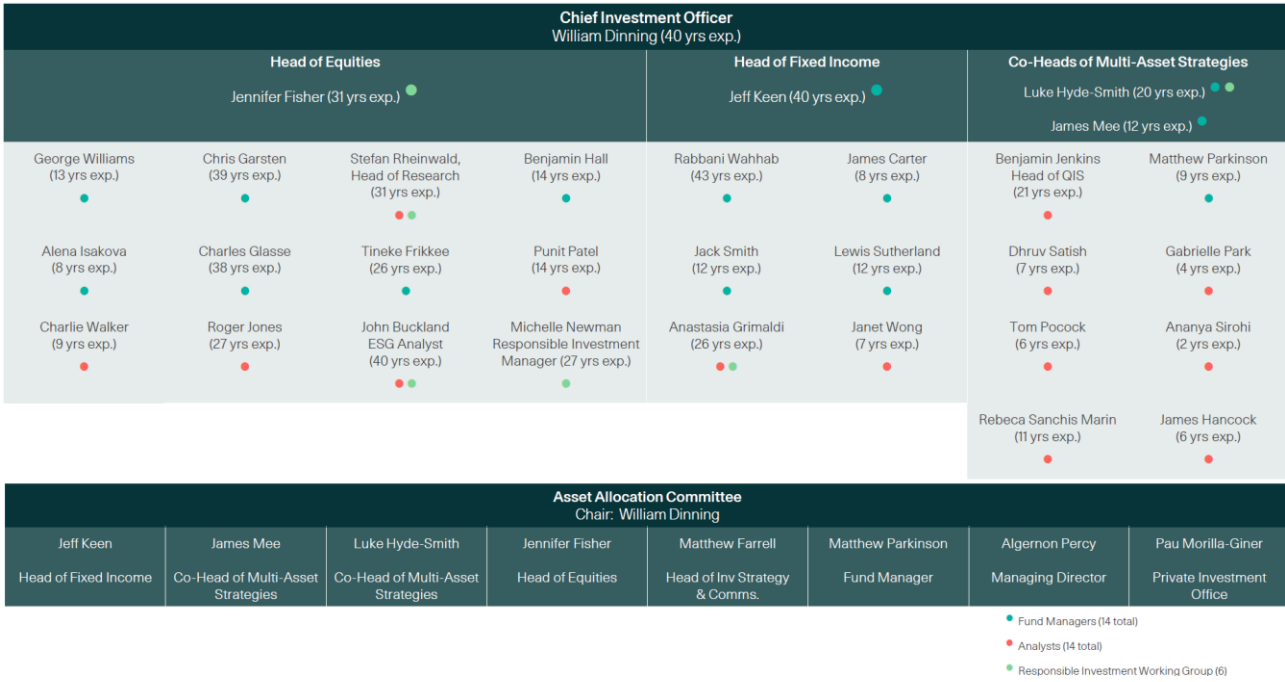 Chief Investment Officer
William Dinning (40 yrs exp.)
Head of Equities
Jennifer Fisher (31 yrs exp.)
Head of Fixed Income
Jeff Keen (40 yrs exp.)
Co-Heads of Multi-Asset Strategies
Luke Hyde-Smith (20 yrs exp.)
James Mee (12 yrs exp.)
George Williams
(13 yrs exp.)
Chris Garsten
(39 yrs exp.)
Stefan Rheinwald,
Head of Research
(31 yrs exp.)
Benjamin Hall
(14 yrs exp.)
Rabbani Wahhab
(43 yrs exp.)
James Carter
(8 yrs exp.)
Benjamin Jenkins
Head of QIS
(21 yrs exp.)
Matthew Parkinson
(9 yrs exp.)
Alena Isakova
(8 yrs exp.)
Charles Glasse
(38 yrs exp.)
Tineke Frikkee
(26 yrs exp.)
Punit Patel
(14 yrs exp.)
Jack Smith
(12 yrs exp.)
Lewis Sutherland
(12 yrs exp.)
Dhruv Satish
(7 yrs exp.)
Gabrielle Park
(4 yrs exp.)
Charlie Walker
(9 yrs exp.)
Roger Jones
(27 yrs exp.)
John Buckland
ESG Analyst
(40 yrs exp.)
Michelle Newman
Responsible Investment
Manager (27 yrs exp.)
Anastasia Grimaldi
(26 yrs exp.)
Janet Wong
(7 yrs exp.)
Tom Pocock
(6 yrs exp.)
Ananya Sirohi
(2 yrs exp.)
Rebeca Sanchis Marin
(11 yrs exp.)
James Hancock
(6 yrs exp.)
Asset Allocation Committee
Chair: William Dinning
Jeff Keen
Head of Fixed Income
James Mee
Co-Head of Multi-Asset
Strategies
Luke Hyde-Smith
Co-Head of Multi-Asset
Strategies
Jennifer Fisher
Head of Equities
Matthew Farrell
Head of Inv Strategy
& Comms.
Matthew Parkinson
Fund Manager
Algernon Percy
Managing Director
Pau Morilla-Giner
Private Investment
Office
Fund Managers (14 total)
Analysts (14 total)
Responsible Investment Working Group (6)